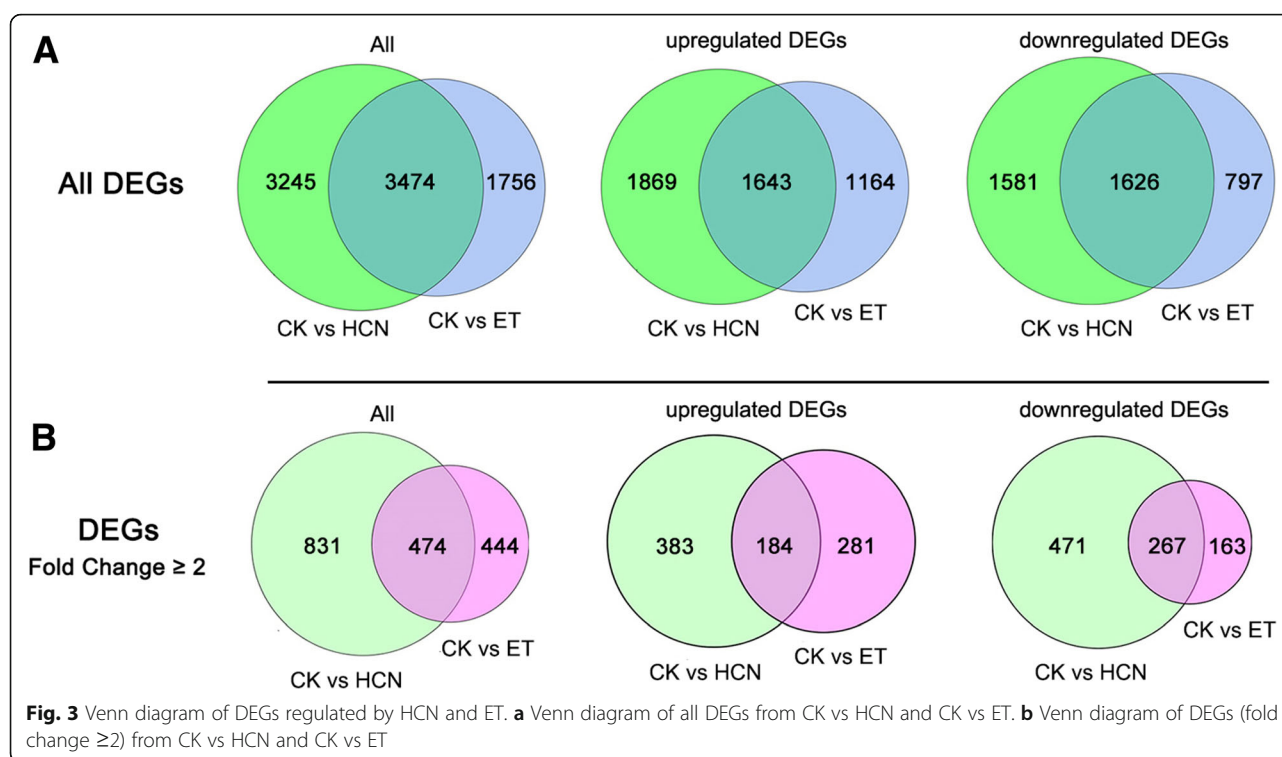 A
All
upregulated DEGs
downregulated DEGs
All DEGs
3245 3474 1756
1869 1643 1164
1581 1626 797
CK vs HCN CK vs ET
CK vs HCN CK vs ET
CK vs HCN CK vs ET
B
All
upregulated DEGs
downregulated DEGs
DEGs
Fold Change ≥ 2
831 474 444
383 184 281
471 267 163
CK vs HCN CK vs ET
CK vs HCN CK vs ET
CK vs HCN CK vs ET
Fig. 3 Venn diagram of DEGs regulated by HCN and ET. a Venn diagram of all DEGs from CK vs HCN and CK vs ET. b Venn diagram of DEGs (fold
change ≥2) from CK vs HCN and CK vs ET